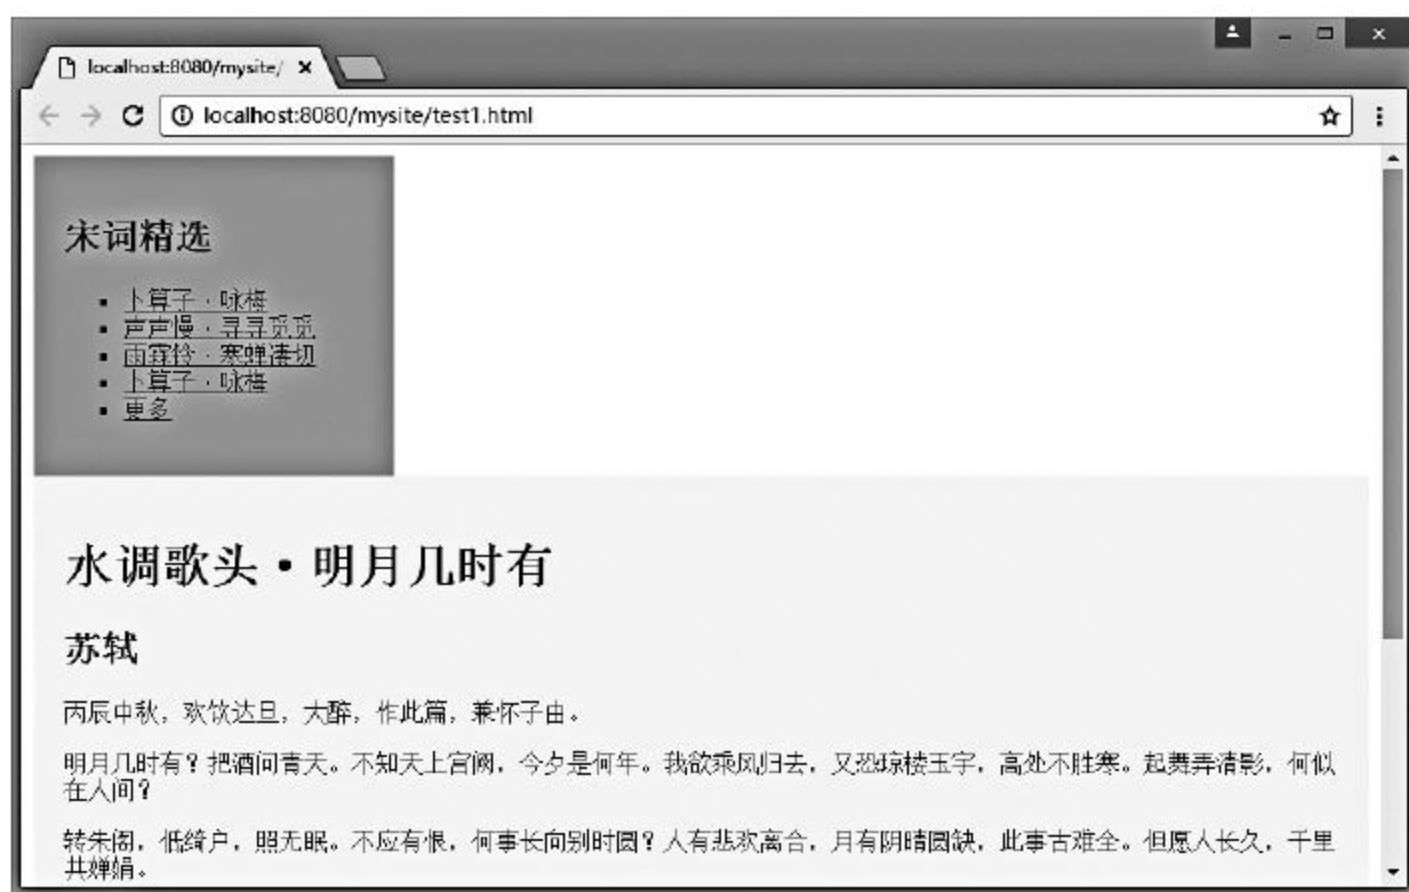 localhost:8080/mysite/
localhost:8080/mysite/test1.html
宋词精选
卜算子·咏梅
声声慢·寻寻觅觅
雨霖铃·寒蝉凄切
卜算子·咏梅
更多
水调歌头·明月几时有
苏轼
丙辰中秋，欢饮达旦，大醉，作此篇，兼怀子由。
明月几时有？把酒问青天。不知天上宫阙，今夕是何年。我欲乘风归去，又恐琼楼玉宇，高处不胜寒。起舞弄清影，何似
在人间？
转朱阁，低绮户，照无眠。不应有恨，何事长向别时圆？人有悲欢离合，月有阴晴圆缺，此事古难全。但愿人长久，千里
共婵娟。